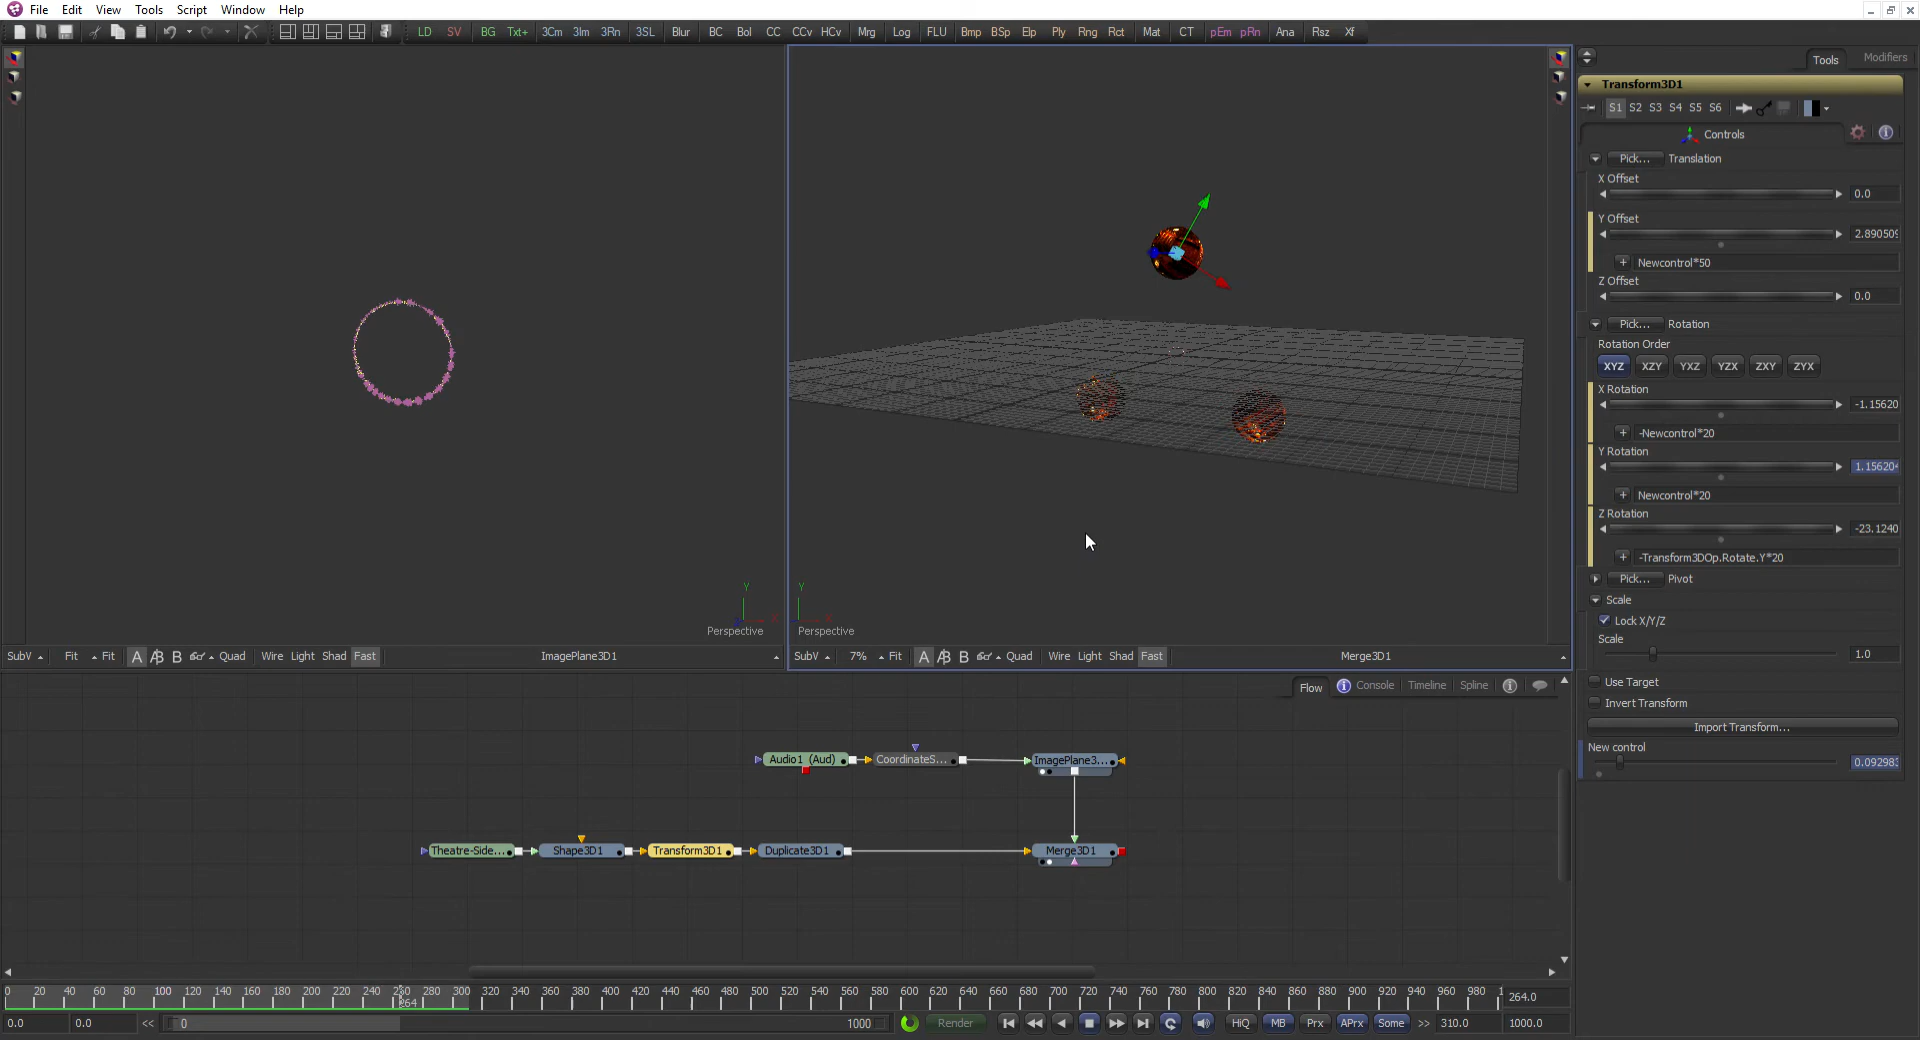 File Edit View Tools Script Window Help
LD SV BG Txt+ 3Cm 3Im 3Rn 3SL Blur BC Bol CC CCv HCv Mrg Log FLU Bmp BSp Elp Ply Rng Rct Mat CT pEm pRn Ana Rsz Xf
Tools Modifiers
Transform3D1
S1 S2 S3 S4 S5 S6
Controls
Pick... Translation
X Offset
0.0
Y Offset
2.890509
Newcontrol*50
Z Offset
0.0
Pick... Rotation
Rotation Order
XYZ XZY YXZ YZX ZXY ZYX
X Rotation
-1.15620
-Newcontrol*20
Y Rotation
1.156204
Newcontrol*20
Z Rotation
-23.1240
-Transform3DOp.Rotate.Y*20
Pick... Pivot
Scale
Lock X/Y/Z
Scale
1.0
Use Target
Invert Transform
Import Transform...
New control
0.092983
Y X
Perspective
Y X
Perspective
SubV Fit Fit A B B Quad Wire Light Shad Fast ImagePlane3D1
SubV 7% Fit A B B Quad Wire Light Shad Fast Merge3D1
Flow Console Timeline Spline
Audio1 (Aud) CoordinateS... ImagePlane3...
Theatre-Side... Shape3D1 Transform3D1 Duplicate3D1 Merge3D1
0 20 40 60 80 100 120 140 160 180 200 220 240 260 280 300 320 340 360 380 400 420 440 460 480 500 520 540 560 580 600 620 640 660 680 700 720 740 760 780 800 820 840 860 880 900 920 940 960 980 1
264
264.0
0.0 0.0 << 0 1000 Render HiQ MB Prx APrx Some >> 310.0 1000.0